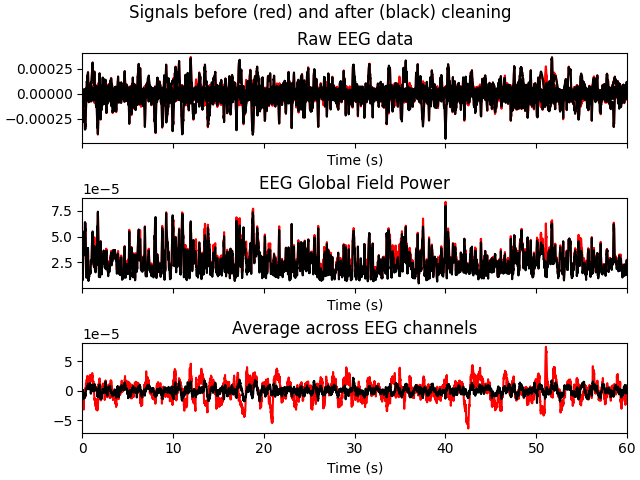 Signals before (red) and after (black) cleaning
Raw EEG data
0.00025
0.00000
−0.00025
Time (s)
EEG Global Field Power
1e−5
7.5
5.0
2.5
Time (s)
Average across EEG channels
1e−5
5
0
−5
0 10 20 30 40 50 60
Time (s)